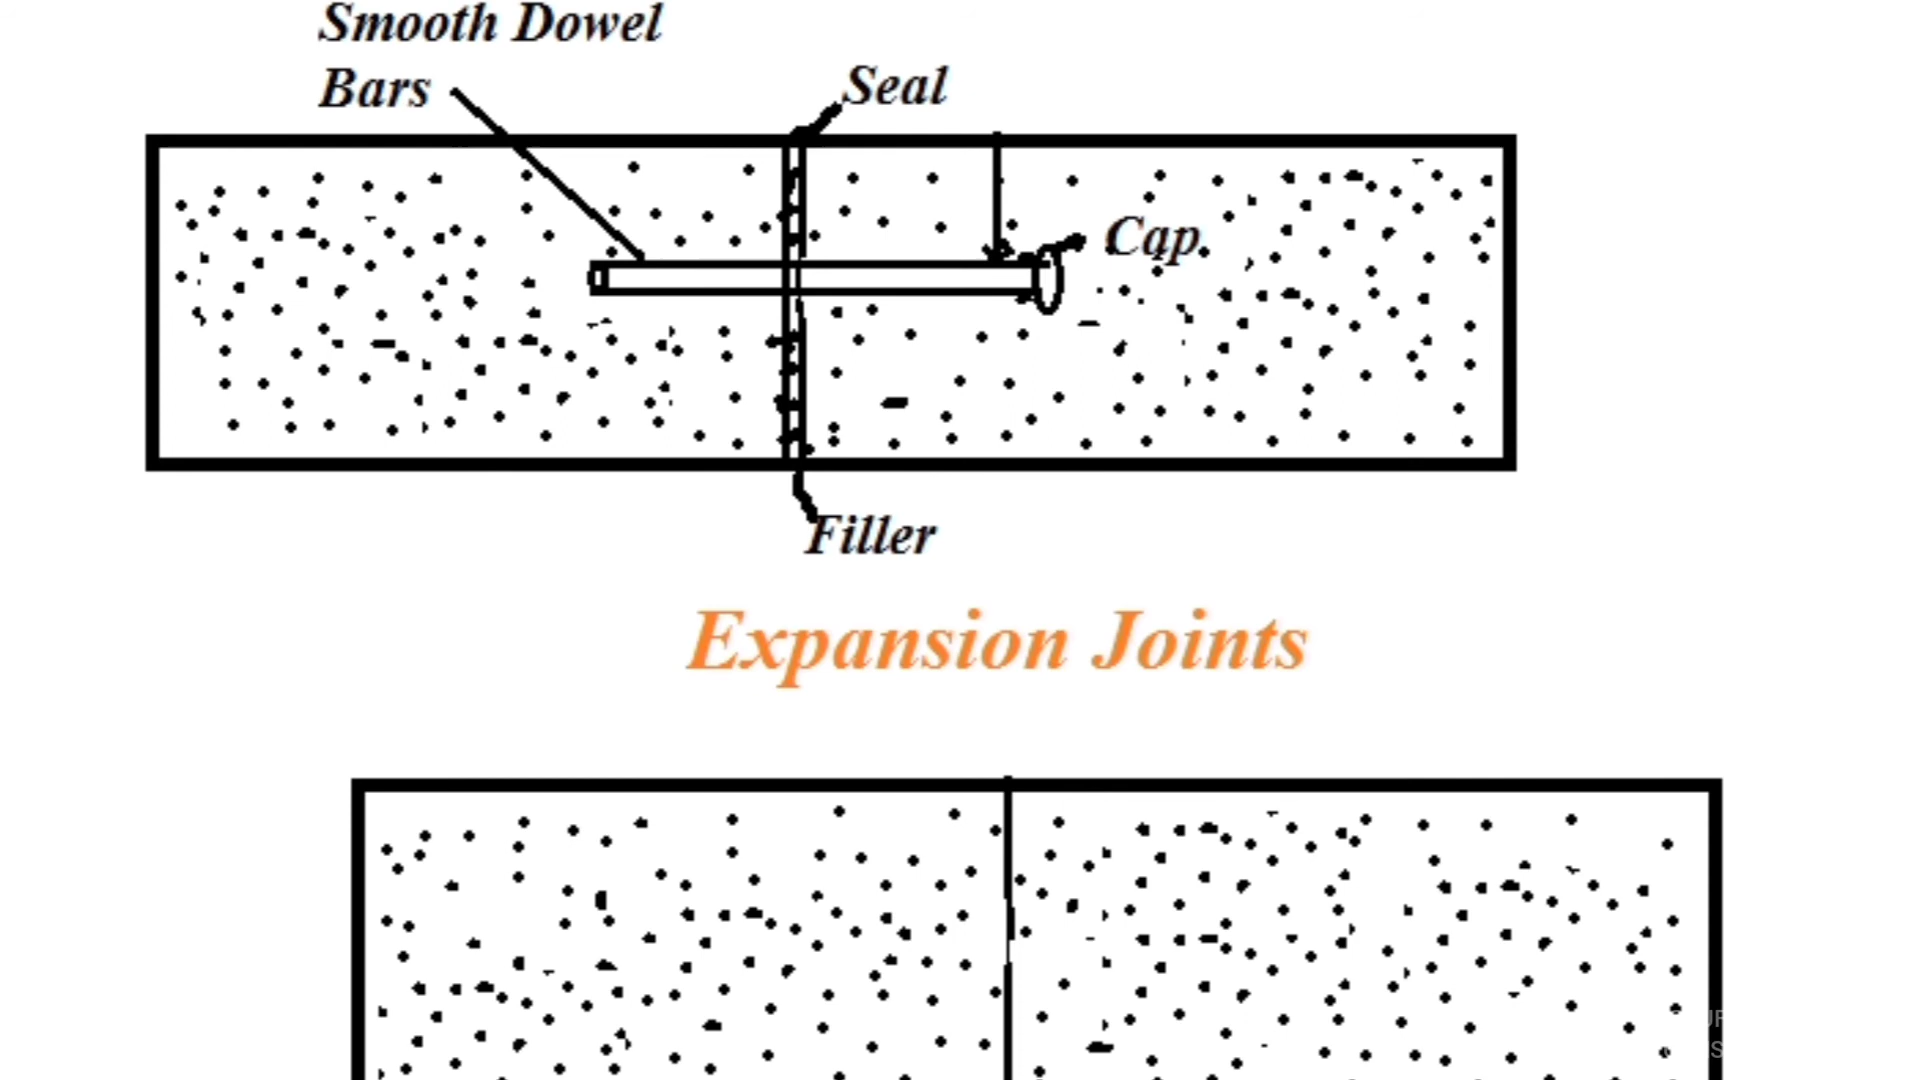 Smooth Dowel
Bars
Seal
Cap
Filler
Expansion Joints